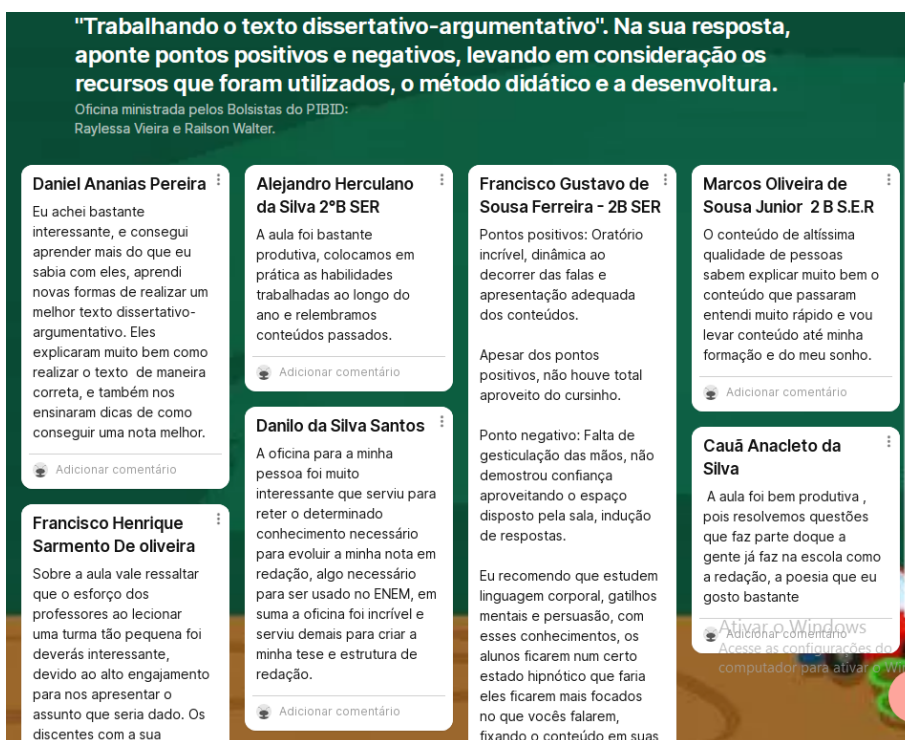 "Trabalhando o texto dissertativo-argumentativo". Na sua resposta,
aponte pontos positivos e negativos, levando em consideração os
recursos que foram utilizados, o método didático e a desenvoltura.
Oficina ministrada pelos Bolsistas do PIBID:
Raylessa Vieira e Railson Walter.
Daniel Ananias Pereira
Eu achei bastante
interessante, e consegui
aprender mais do que eu
sabia com eles, aprendi
novas formas de realizar um
melhor texto dissertativo-
argumentativo. Eles
explicaram muito bem como
realizar o texto de maneira
correta, e também nos
ensinaram dicas de como
conseguir uma nota melhor.
Adicionar comentário
Francisco Henrique
Sarmento De oliveira
Sobre a aula vale ressaltar
que o esforço dos
professores ao lecionar
uma turma tão pequena foi
deverás interessante,
devido ao alto engajamento
para nos apresentar o
assunto que seria dado. Os
discentes com a sua
Alejandro Herculano
da Silva 2°B SER
A aula foi bastante
produtiva, colocamos em
prática as habilidades
trabalhadas ao longo do
ano e relembramos
conteúdos passados.
Adicionar comentário
Danilo da Silva Santos
A oficina para a minha
pessoa foi muito
interessante que serviu para
reter o determinado
conhecimento necessário
para evoluir a minha nota em
redação, algo necessário
para ser usado no ENEM, em
suma a oficina foi incrível e
serviu demais para criar a
minha tese e estrutura de
redação.
Adicionar comentário
Francisco Gustavo de
Sousa Ferreira - 2B SER
Pontos positivos: Oratório
incrível, dinâmica ao
decorrer das falas e
apresentação adequada
dos conteúdos.
Apesar dos pontos
positivos, não houve total
aproveito do cursinho.
Ponto negativo: Falta de
gesticulação das mãos, não
demostrou confiança
aproveitando o espaço
disposto pela sala, indução
de respostas.
Eu recomendo que estudem
linguagem corporal, gatilhos
mentais e persuasão, com
esses conhecimentos, os
alunos ficarem num certo
estado hipnótico que faria
eles ficarem mais focados
no que vocês falarem,
fixando o conteúdo em suas
Marcos Oliveira de
Sousa Junior 2 B S.E.R
O conteúdo de altíssima
qualidade de pessoas
sabem explicar muito bem o
conteúdo que passaram
entendi muito rápido e vou
levar conteúdo até minha
formação e do meu sonho.
Adicionar comentário
Cauã Anacleto da
Silva
A aula foi bem produtiva ,
pois resolvemos questões
que faz parte doque a
gente já faz na escola como
a redação, a poesia que eu
gosto bastante
Adicionar comentário
Ativar o Windows
Acesse as configurações do
computador para ativar o Wi